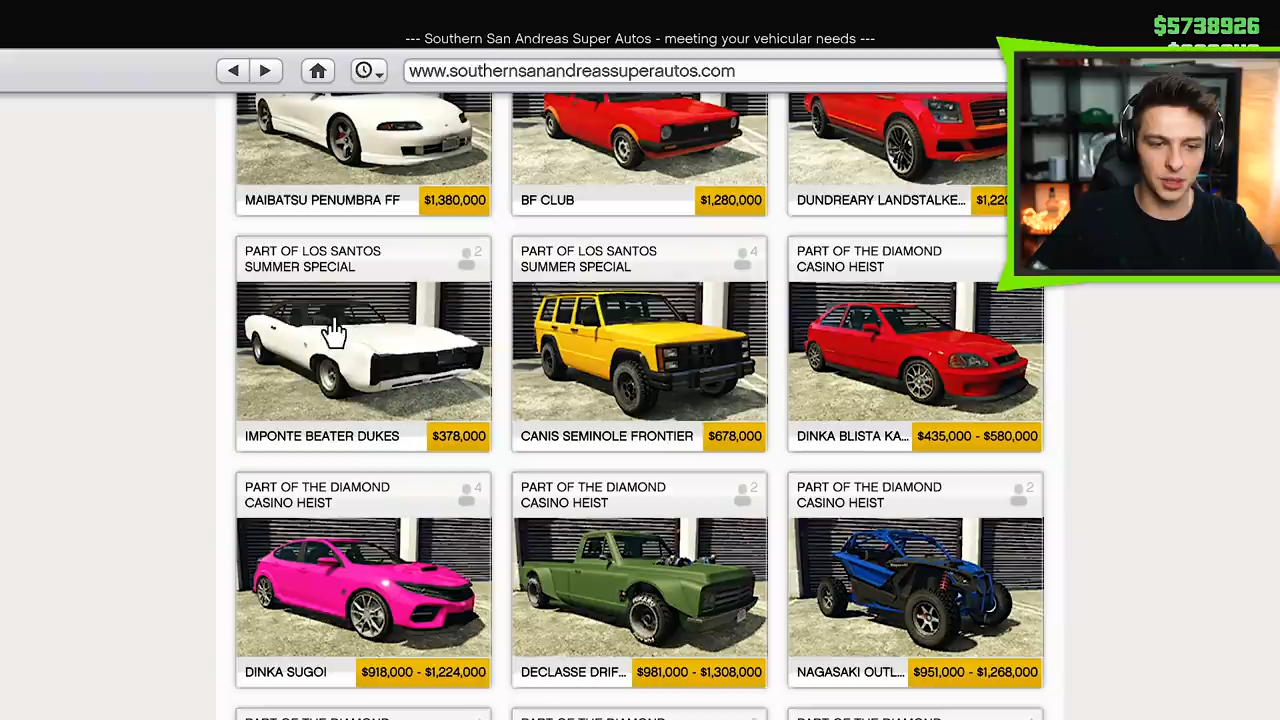 $5738926
--- Southern San Andreas Super Autos - meeting your vehicular needs ---
www.southernsanandreassuperautos.com
MAIBATSU PENUMBRA FF $1,380,000
BF CLUB $1,280,000
DUNDREARY LANDSTALKE...
PART OF LOS SANTOS
SUMMER SPECIAL
2
IMPONTE BEATER DUKES $378,000
PART OF LOS SANTOS
SUMMER SPECIAL
4
CANIS SEMINOLE FRONTIER $678,000
PART OF THE DIAMOND
CASINO HEIST
DINKA BLISTA KA... $435,000 - $580,000
PART OF THE DIAMOND
CASINO HEIST
4
DINKA SUGOI $918,000 - $1,224,000
PART OF THE DIAMOND
CASINO HEIST
2
DECLASSE DRIF... $981,000 - $1,308,000
PART OF THE DIAMOND
CASINO HEIST
2
NAGASAKI OUTL... $951,000 - $1,268,000